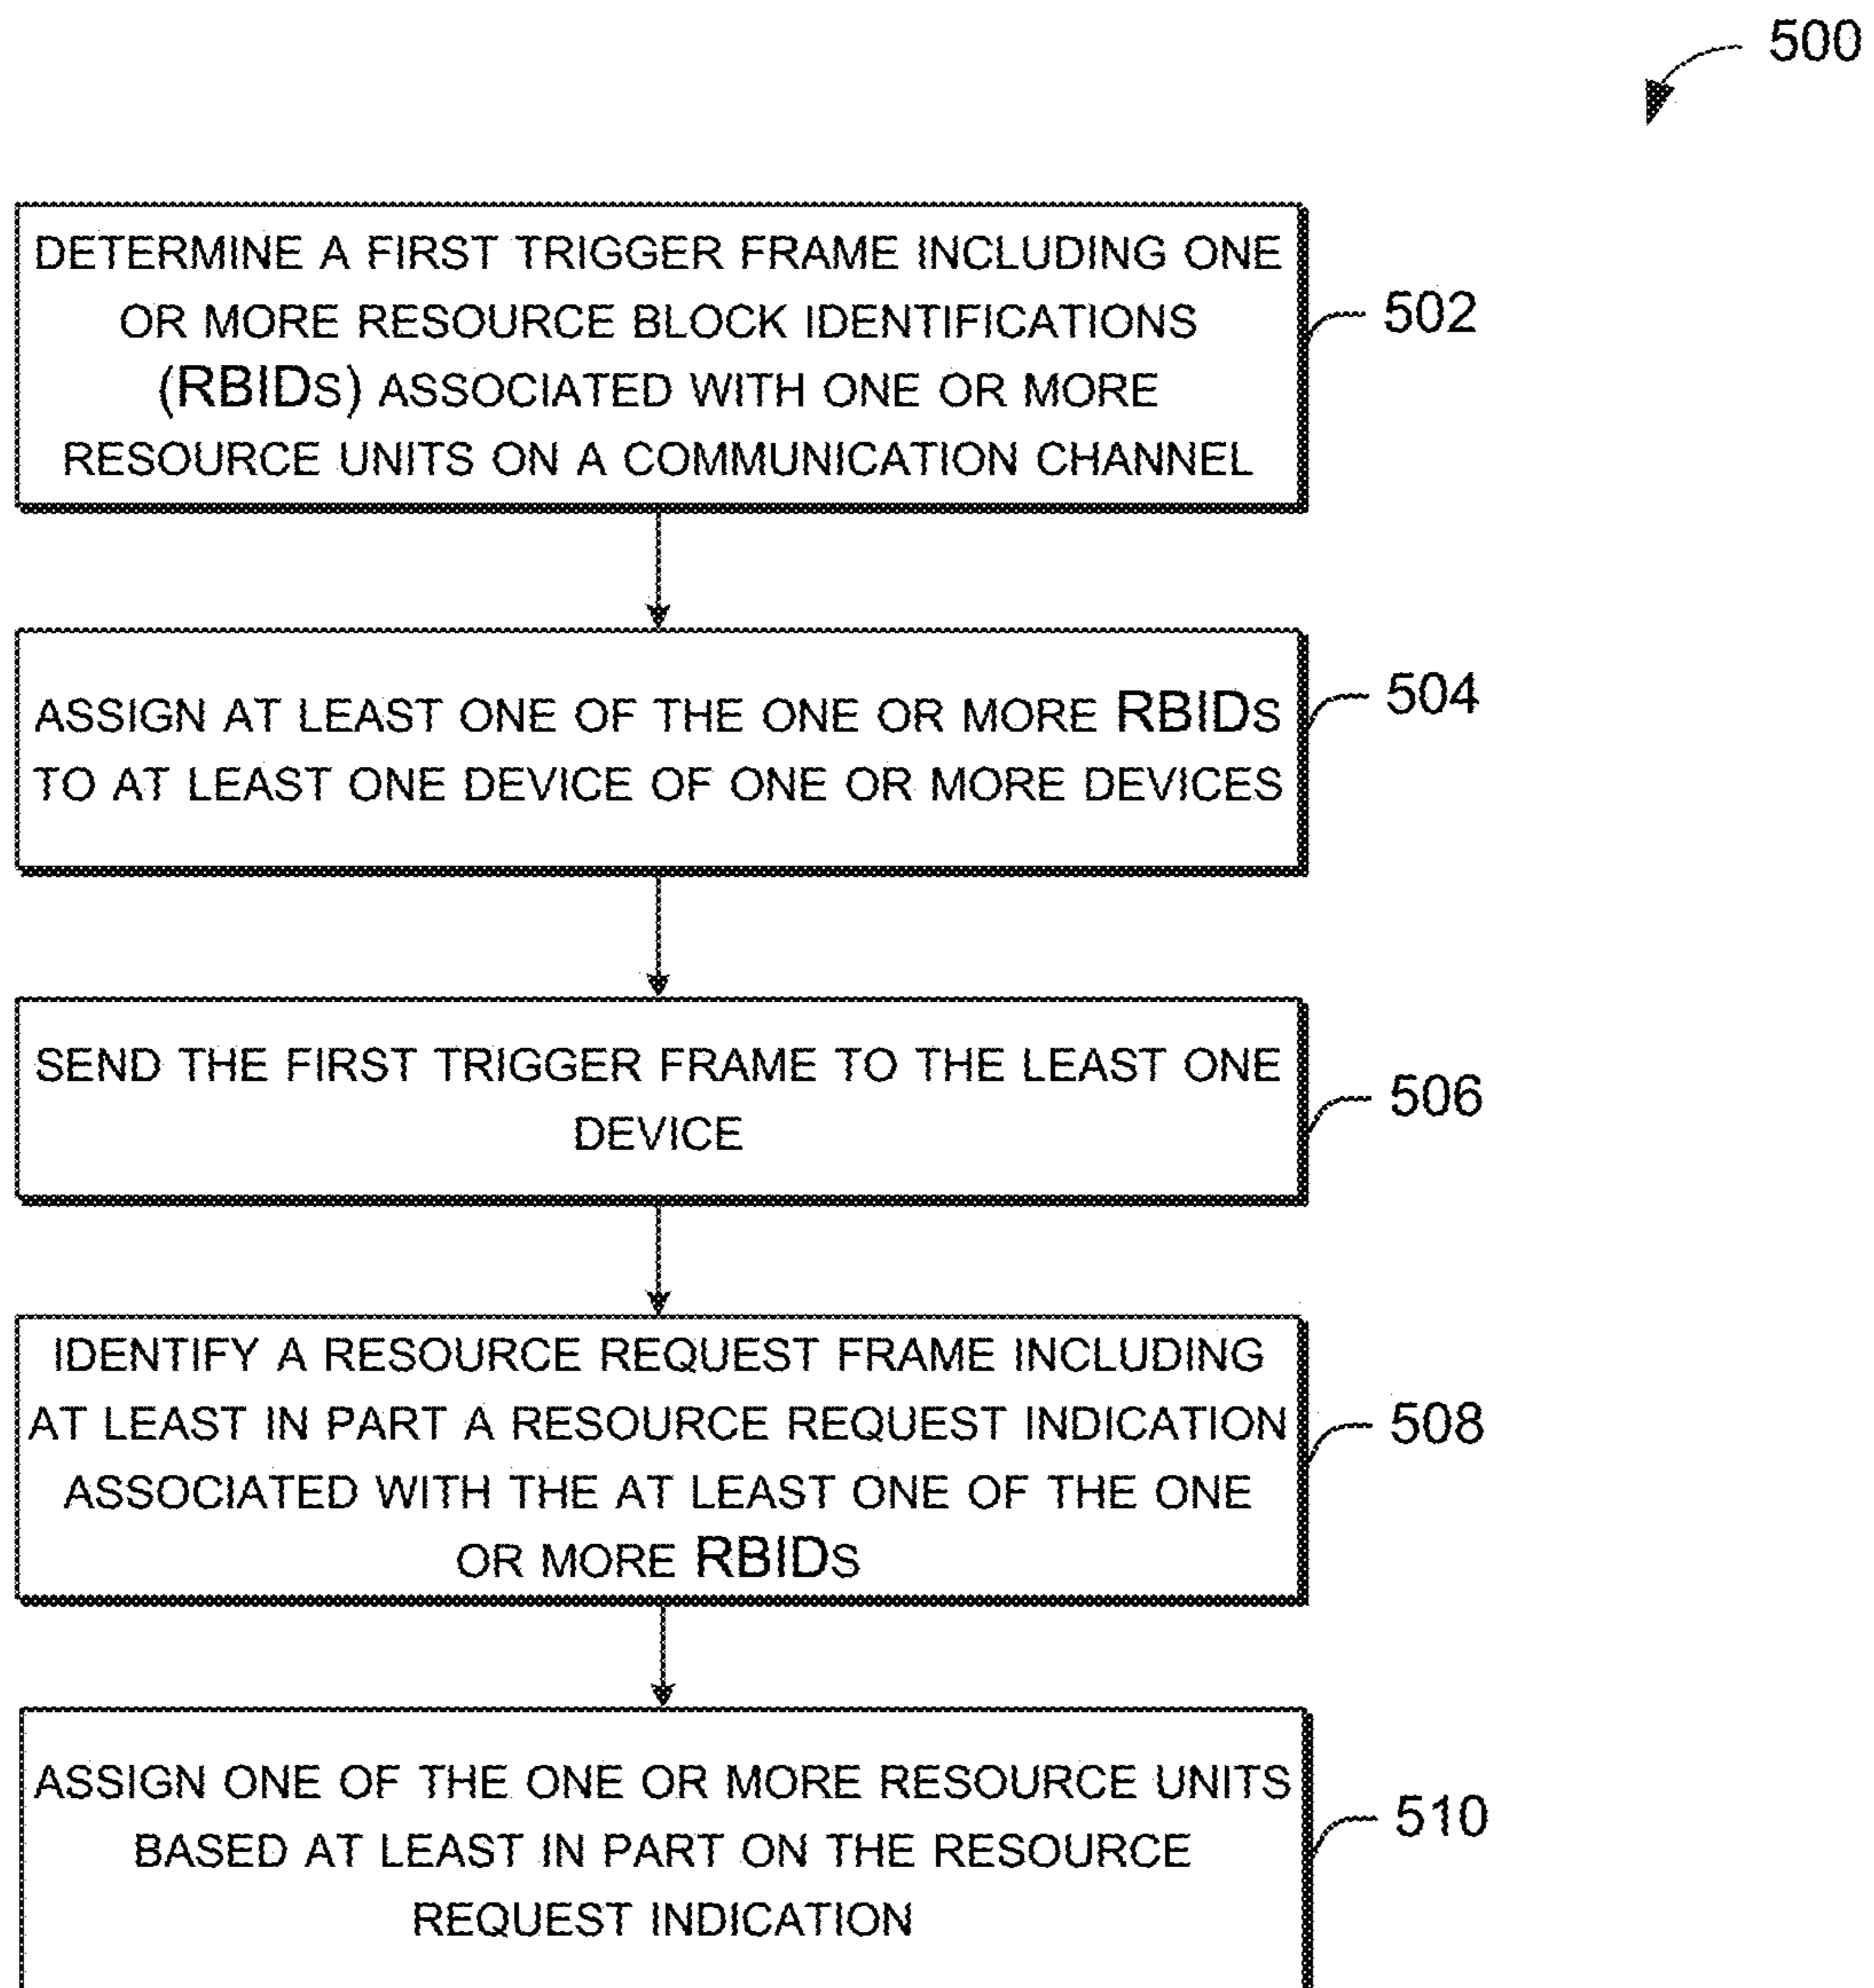 500
DETERMINE A FIRST TRIGGER FRAME INCLUDING ONE
OR MORE RESOURCE BLOCK IDENTIFICATIONS
(RBIDS) ASSOCIATED WITH ONE OR MORE
RESOURCE UNITS ON A COMMUNICATION CHANNEL
502
ASSIGN AT LEAST ONE OF THE ONE OR MORE RBIDS
TO AT LEAST ONE DEVICE OF ONE OR MORE DEVICES
504
SEND THE FIRST TRIGGER FRAME TO THE LEAST ONE
DEVICE
506
IDENTIFY A RESOURCE REQUEST FRAME INCLUDING
AT LEAST IN PART A RESOURCE REQUEST INDICATION
ASSOCIATED WITH THE AT LEAST ONE OF THE ONE
OR MORE RBIDS
508
ASSIGN ONE OF THE ONE OR MORE RESOURCE UNITS
BASED AT LEAST IN PART ON THE RESOURCE
REQUEST INDICATION
510